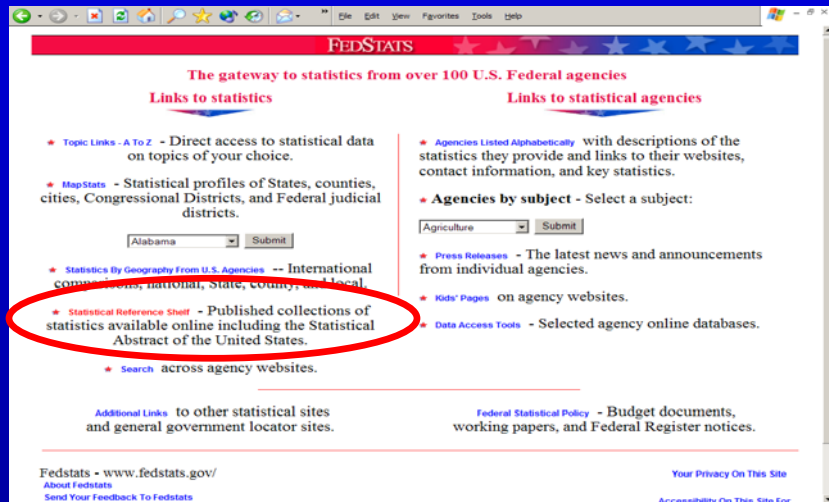 File Edit View Favorites Tools Help
FEDSTATS
The gateway to statistics from over 100 U.S. Federal agencies
Links to statistics
Topic Links - A To Z - Direct access to statistical data
on topics of your choice.
MapStats - Statistical profiles of States, counties,
cities, Congressional Districts, and Federal judicial
districts.
Alabama Submit
Statistics By Geography From U.S. Agencies -- International
comparisons, national, State, county, and local.
Statistical Reference Shelf - Published collections of
statistics available online including the Statistical
Abstract of the United States.
Search across agency websites.
Links to statistical agencies
Agencies Listed Alphabetically with descriptions of the
statistics they provide and links to their websites,
contact information, and key statistics.
Agencies by subject - Select a subject:
Agriculture Submit
Press Releases - The latest news and announcements
from individual agencies.
Kids' Pages on agency websites.
Data Access Tools - Selected agency online databases.
Additional Links to other statistical sites
and general government locator sites.
Federal Statistical Policy - Budget documents,
working papers, and Federal Register notices.
Fedstats - www.fedstats.gov/
About Fedstats
Send Your Feedback To Fedstats
Your Privacy On This Site
Accessibility On This Site For